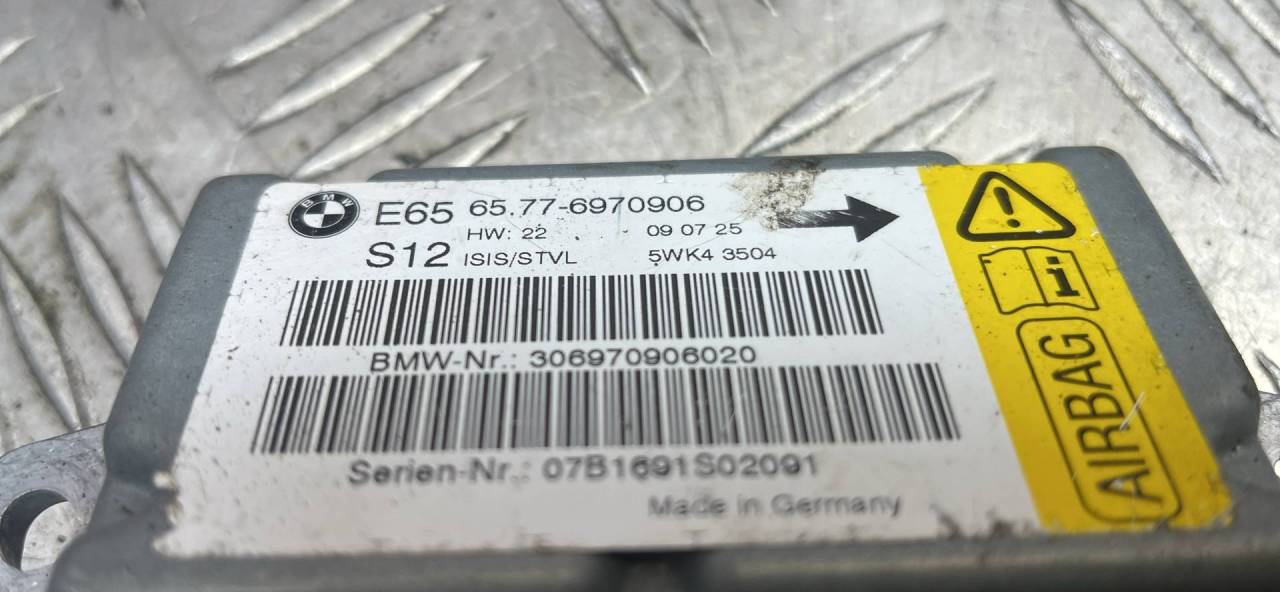 BMW
E65 65.77-6970906
HW: 22 09 07 25
S12 ISIS/STVL 5WK4 3504
BMW-Nr.: 306970906020
Serien-Nr.: 07B1691S02091
Made in Germany
i
AIRBAG